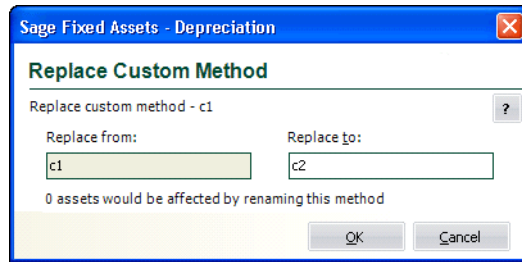 Sage Fixed Assets - Depreciation
Replace Custom Method
Replace custom method - c1
?
Replace from: Replace to:
c1 c2
0 assets would be affected by renaming this method
OK Cancel